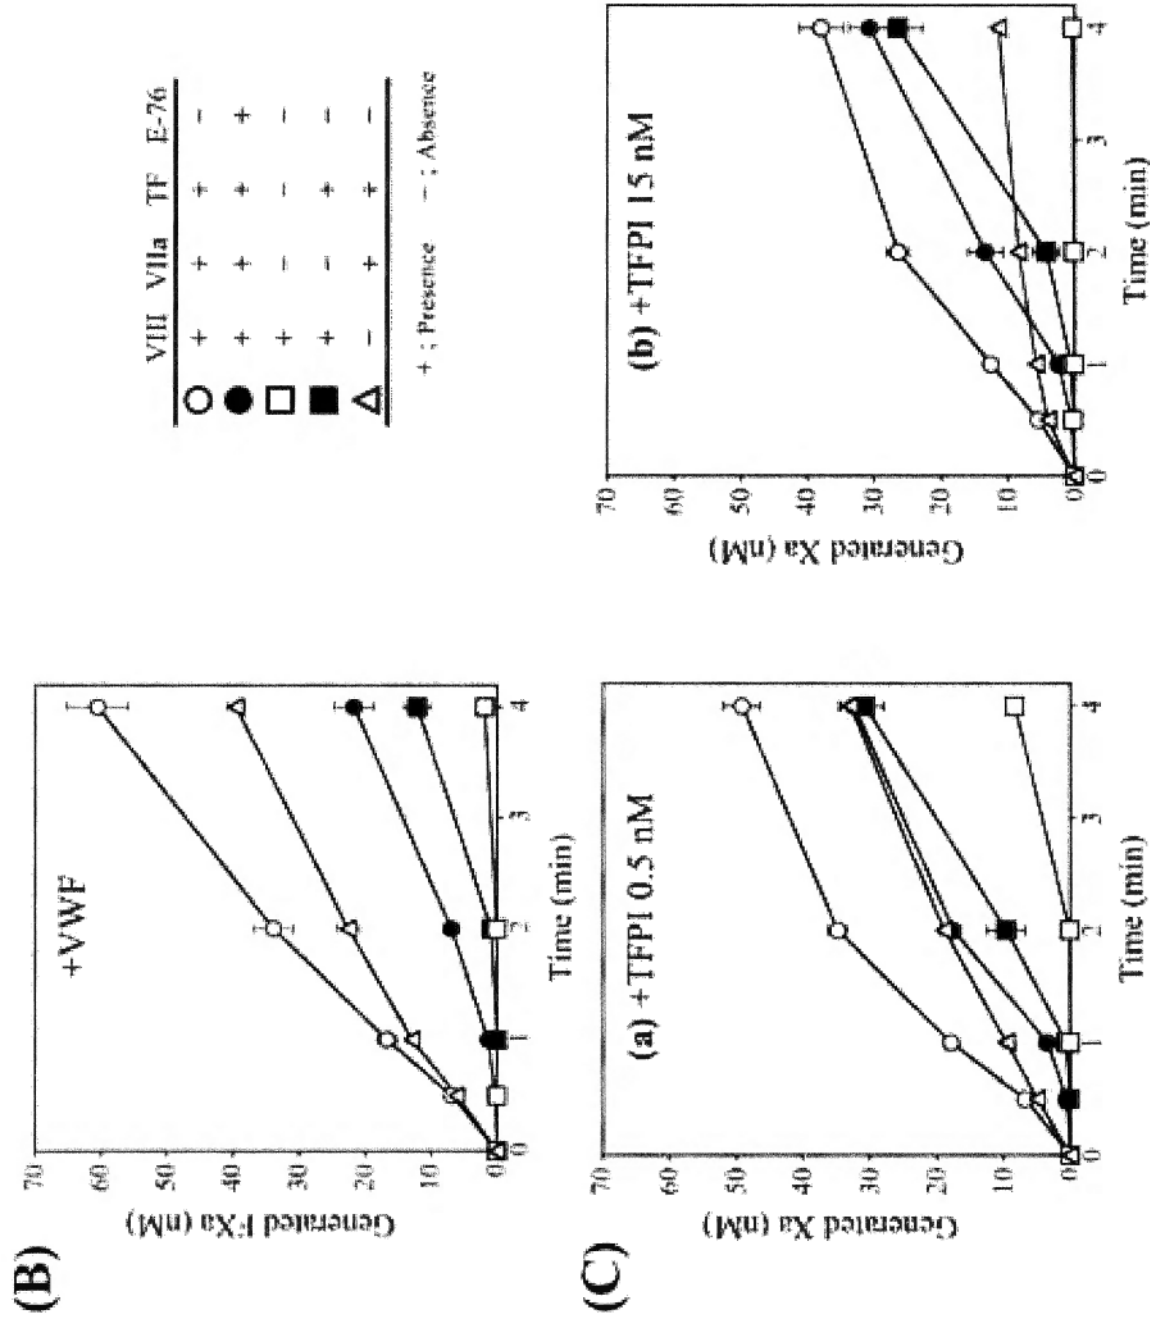 (B)
+VWF
Generated FXa (nM)
70
60
50
40
30
20
10
0
0 1 2 3 4
Time (min)
VIII VIIa TF E-76
+ + + −
+ + + +
+ − − −
+ − + −
− + + −
+ ; Presence − ; Absence
(C)
(a) +TFPI 0.5 nM
Generated Xa (nM)
70
60
50
40
30
20
10
0
0 1 2 3 4
Time (min)
(b) +TFPI 15 nM
Generated Xa (nM)
70
60
50
40
30
20
10
0
0 1 2 3 4
Time (min)